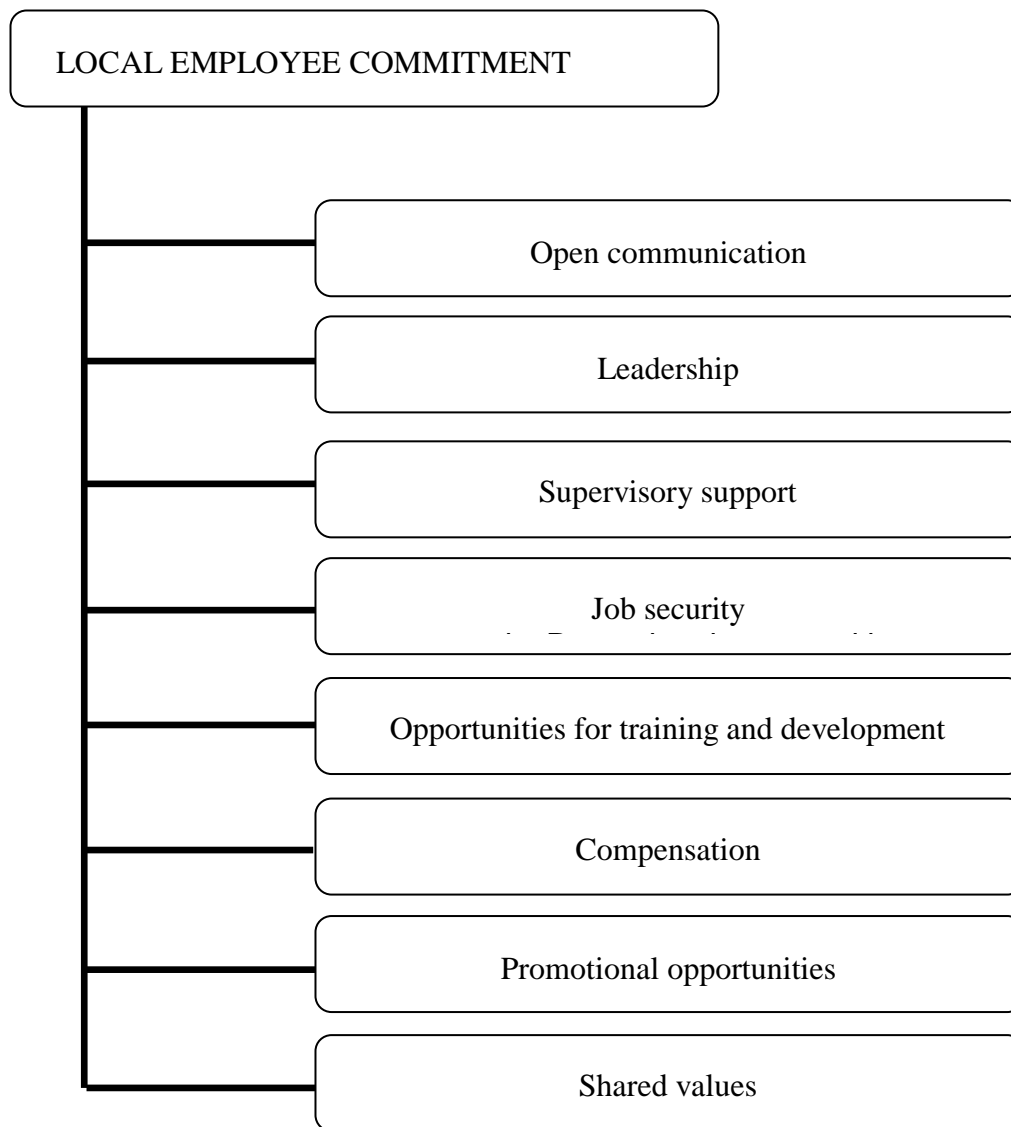 LOCAL EMPLOYEE COMMITMENT
Open communication
Leadership
Supervisory support
Job security
Opportunities for training and development
Compensation
Promotional opportunities
Shared values